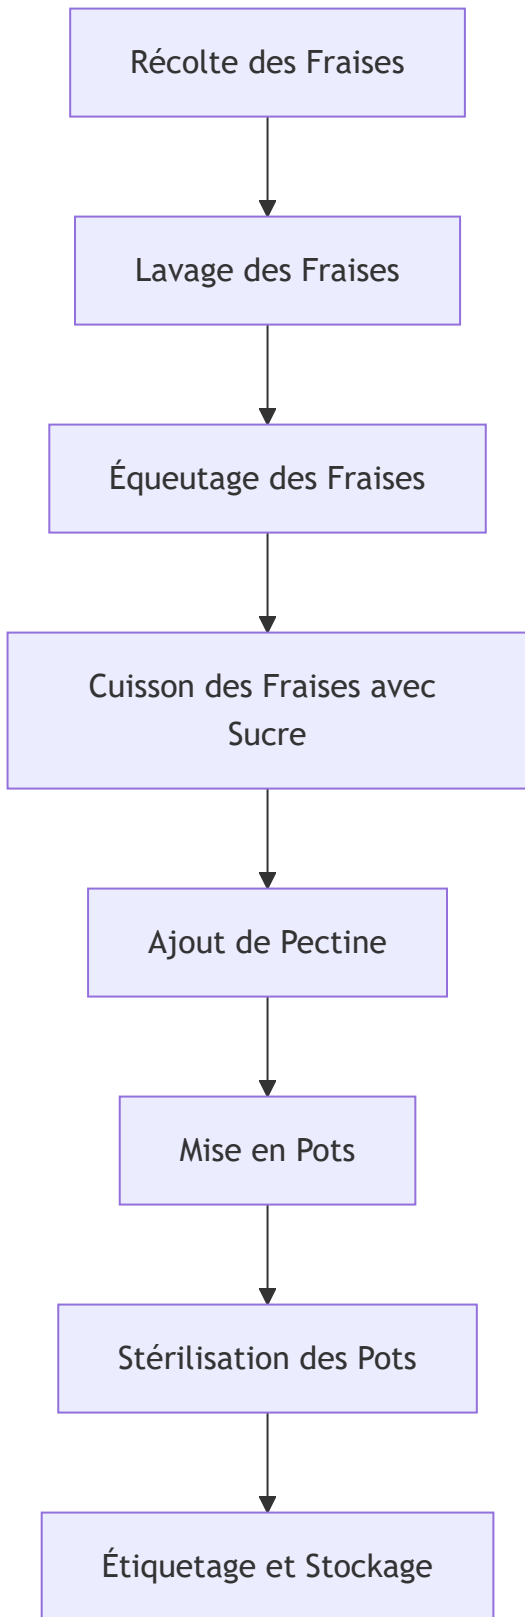 Récolte des Fraises
Lavage des Fraises
Équeutage des Fraises
Cuisson des Fraises avec
Sucre
Ajout de Pectine
Mise en Pots
Stérilisation des Pots
Étiquetage et Stockage